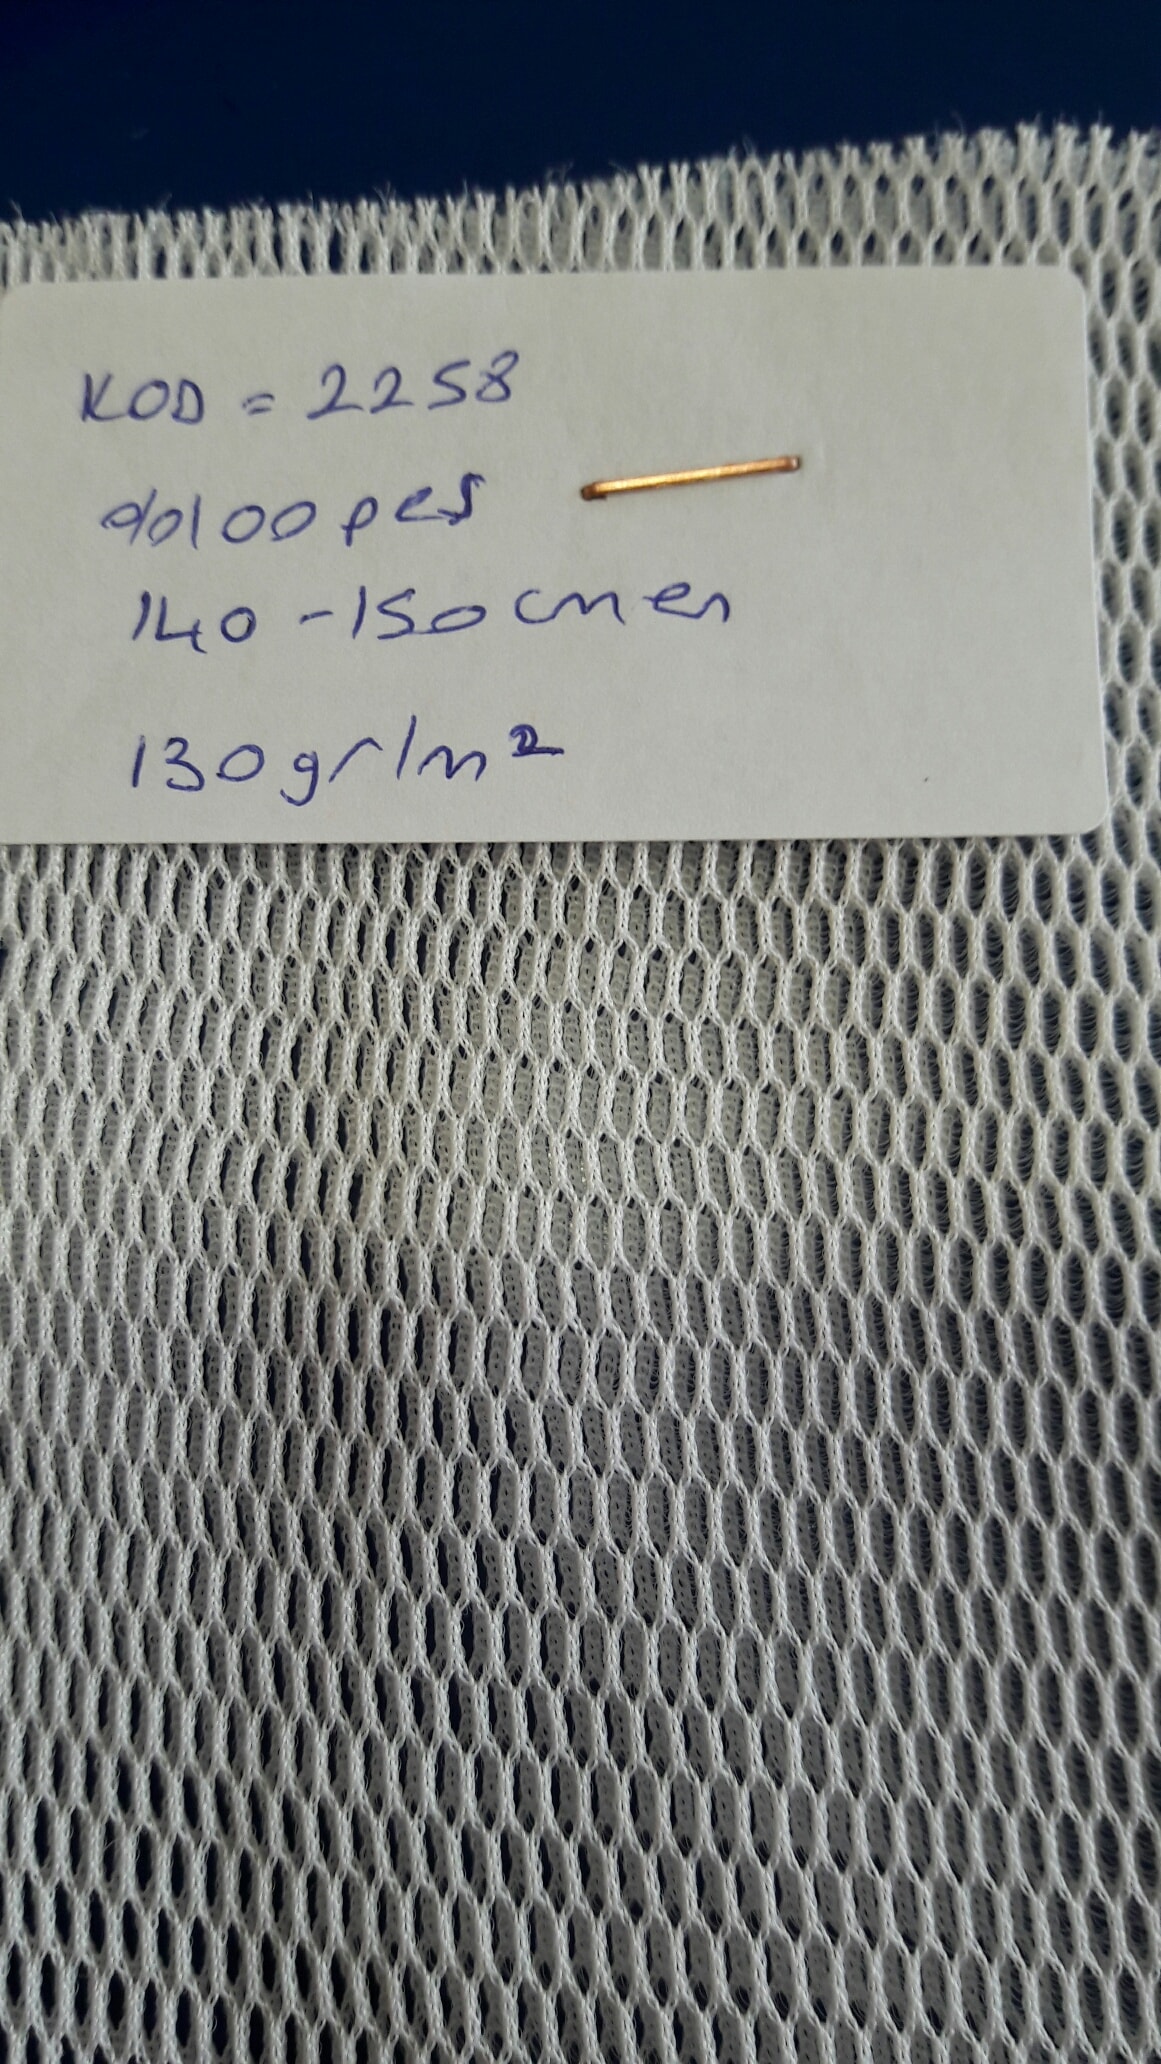 KOD = 2258
%100 pes
140-150 cm en
130 gr/m²